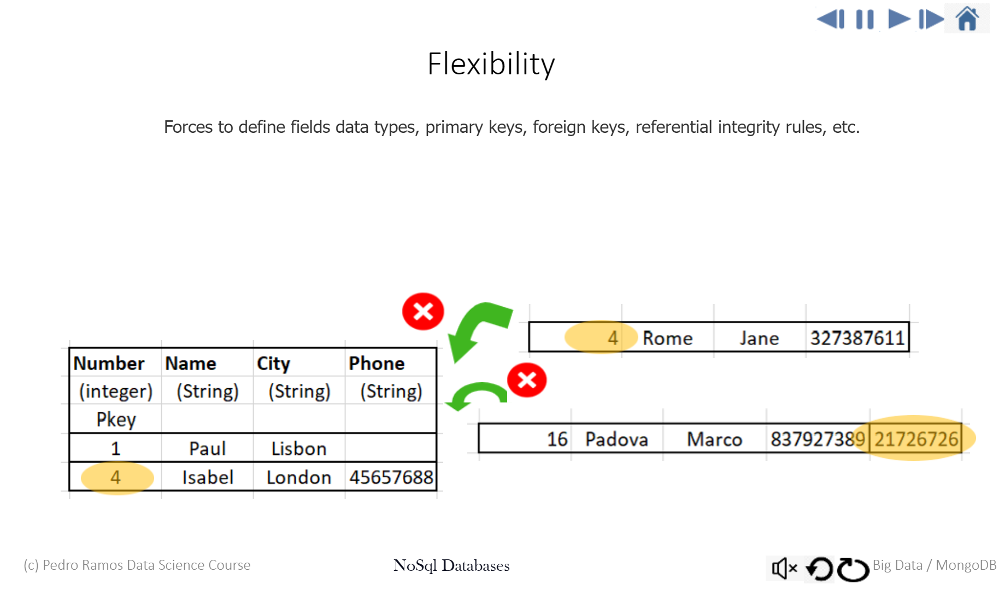 Flexibility
Forces to define fields data types, primary keys, foreign keys, referential integrity rules, etc.
4 Rome Jane 327387611
Number Name City Phone
(integer) (String) (String) (String)
Pkey
1 Paul Lisbon
4 Isabel London 45657688
16 Padova Marco 837927389 21726726
(c) Pedro Ramos Data Science Course
NoSql Databases
Big Data / MongoDB